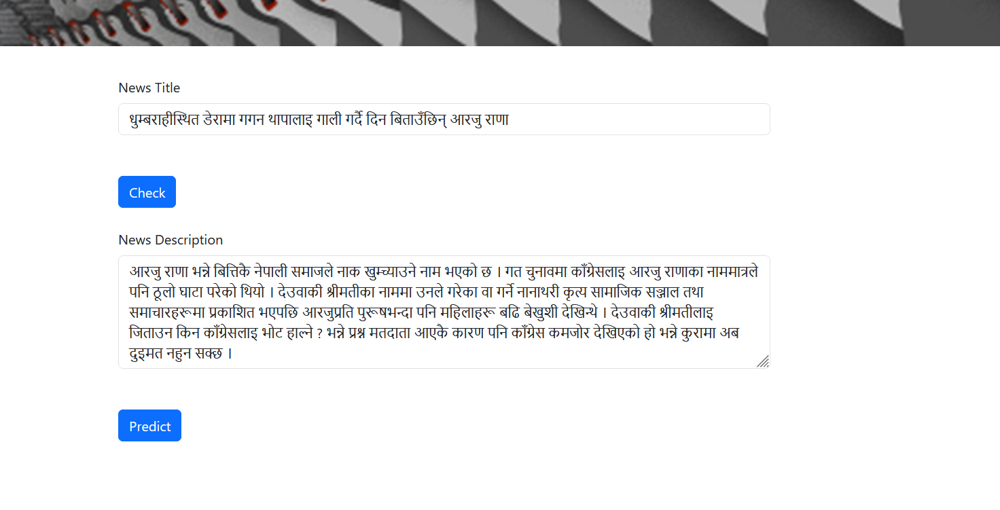 News Title
धुम्बराहीस्थित डेरामा गगन थापालाइ गाली गर्दै दिन बिताउँछिन् आरजु राणा
Check
News Description
आरजु राणा भन्ने बित्तिकै नेपाली समाजले नाक खुम्च्याउने नाम भएको छ । गत चुनावमा काँग्रेसलाइ आरजु राणाका नाममात्रले
पनि ठूलो घाटा परेको थियो । देउवाकी श्रीमतीका नाममा उनले गरेका वा गर्ने नानाथरी कृत्य सामाजिक सञ्जाल तथा
समाचारहरूमा प्रकाशित भएपछि आरजुप्रति पुरूषभन्दा पनि महिलाहरू बढि बेखुशी देखिन्थे । देउवाकी श्रीमतीलाइ
जिताउन किन काँग्रेसलाइ भोट हाल्ने ? भन्ने प्रश्न मतदाता आएकै कारण पनि काँग्रेस कमजोर देखिएको हो भन्ने कुरामा अब
दुइमत नहुन सक्छ ।
Predict